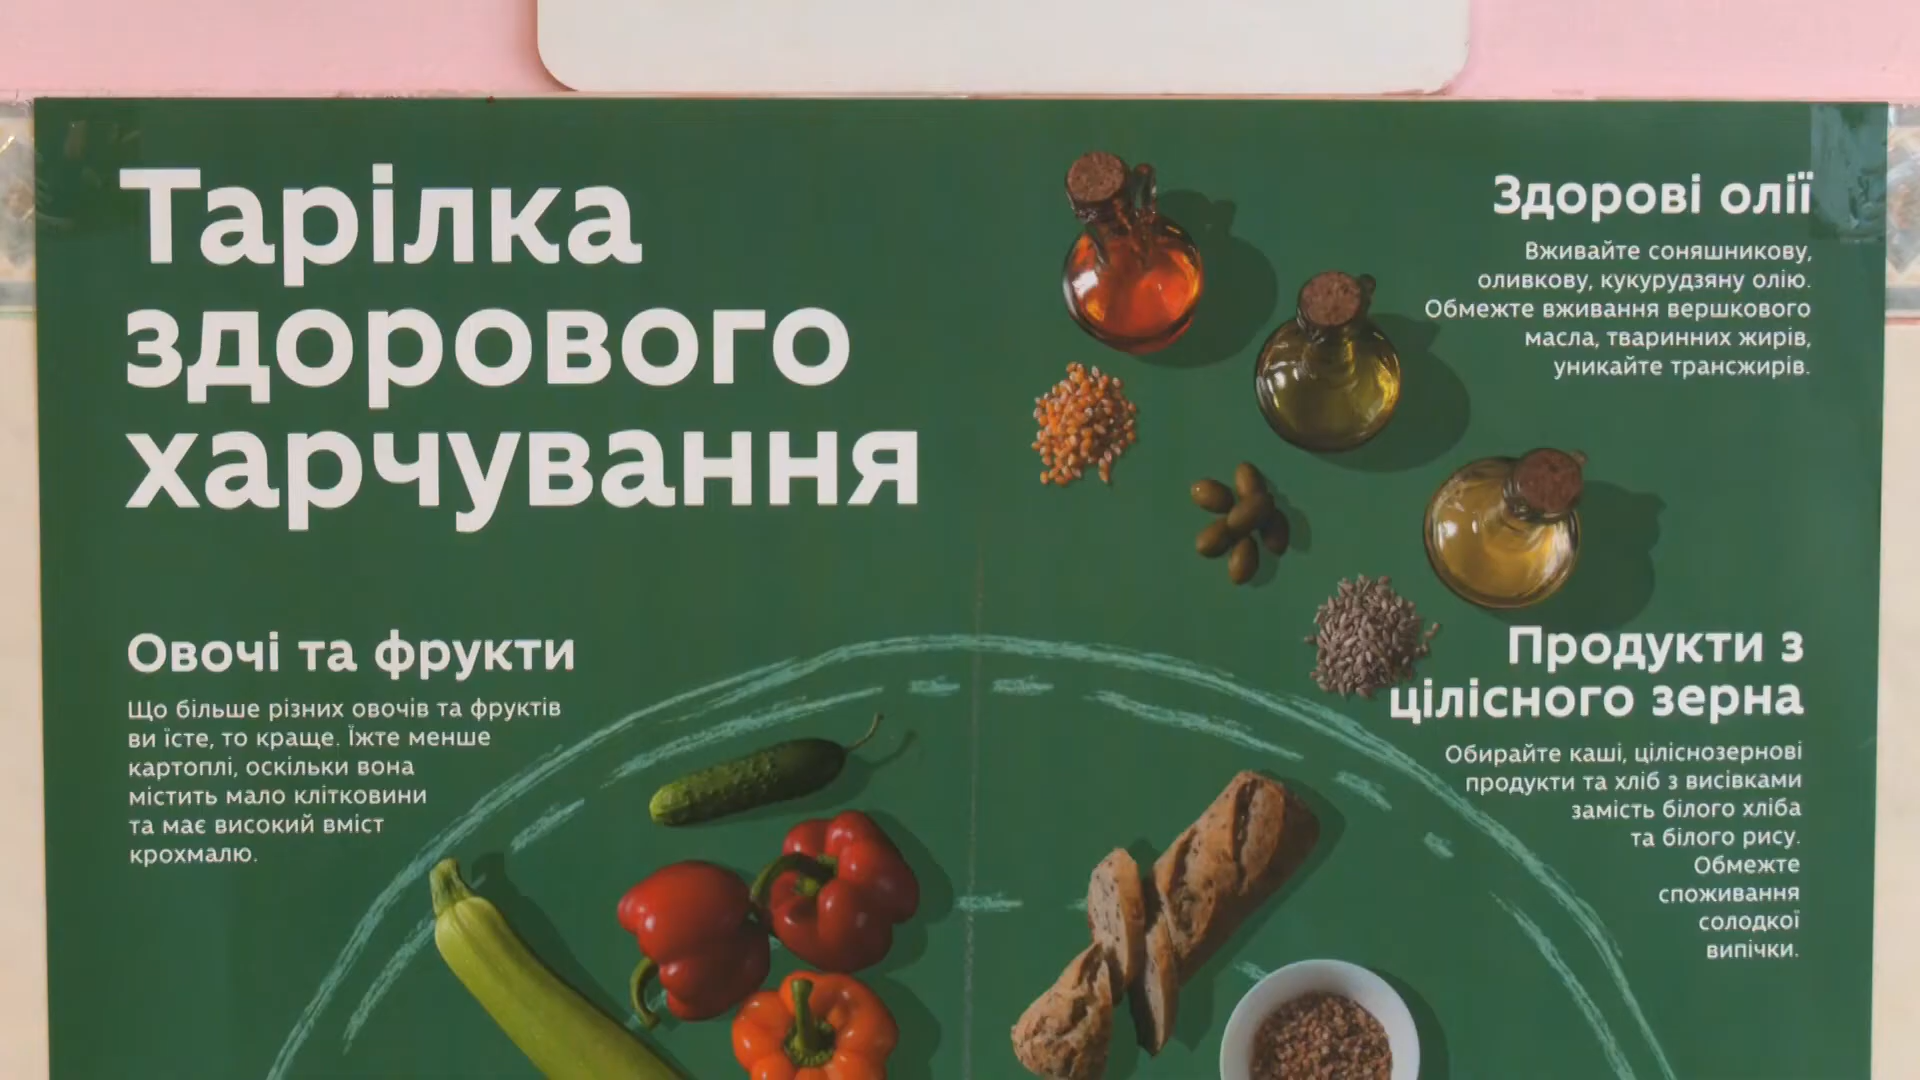 Тарілка
здорового
харчування
Здорові олії
Вживайте соняшникову,
оливкову, кукурудзяну олію.
Обмежте вживання вершкового
масла, тваринних жирів,
уникайте трансжирів.
Овочі та фрукти
Що більше різних овочів та фруктів
ви їсте, то краще. Їжте менше
картоплі, оскільки вона
містить мало клітковини
та має високий вміст
крохмалю.
Продукти з
цілісного зерна
Обирайте каші, цільнозернові
продукти та хліб з висівками
замість білого хліба
та білого рису.
Обмежте
споживання
солодкої
випічки.